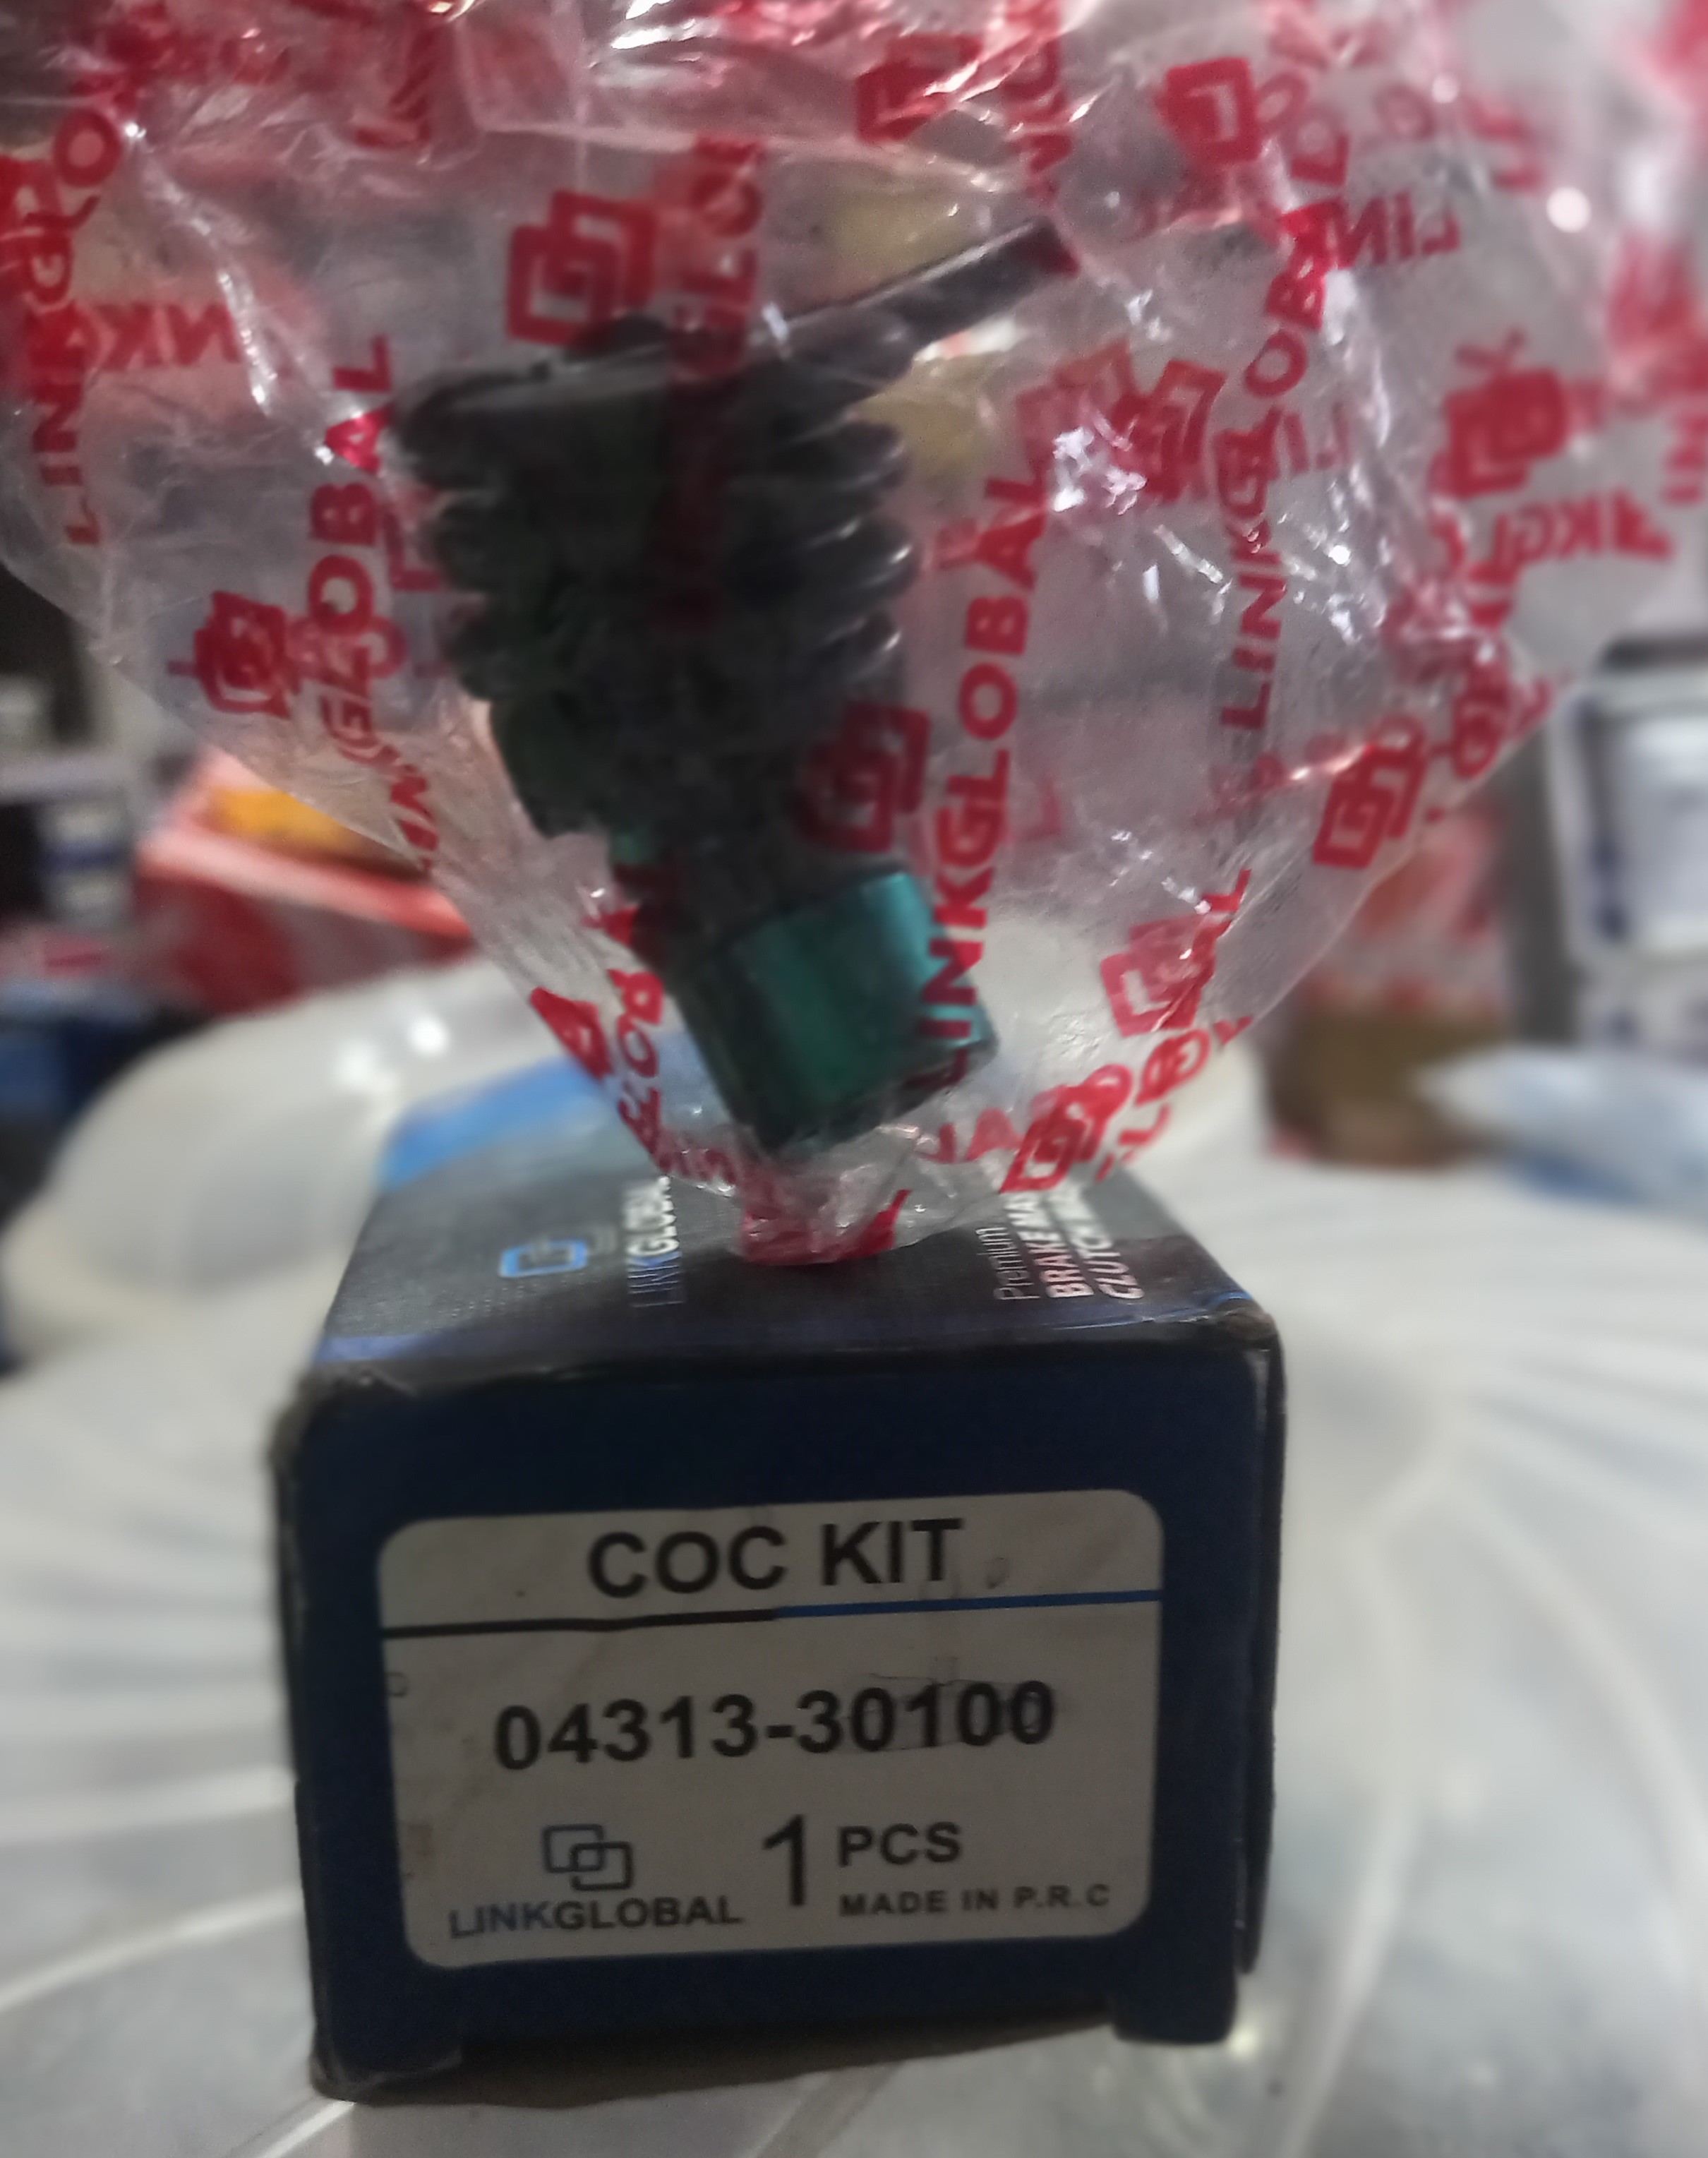 LINKGLOBAL
LINKGLOBAL
LINKGLOBAL
LINKGLOBAL
Premium
COC KIT
04313-30100
LINKGLOBAL
1 PCS
MADE IN P.R.C